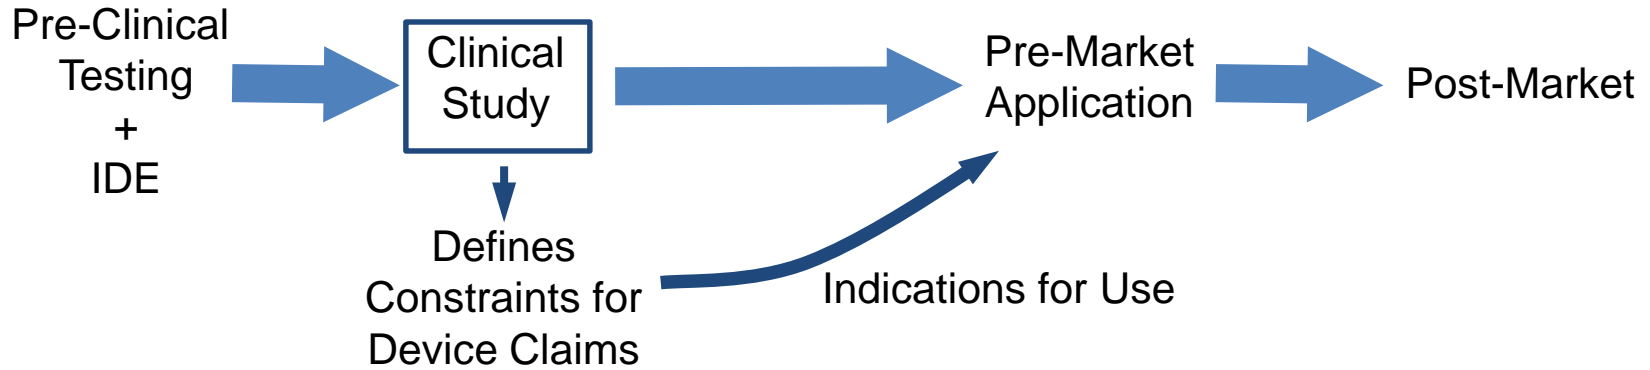 Pre-Clinical
Testing
+
IDE
Clinical
Study
Pre-Market
Application
Post-Market
Defines
Constraints for
Device Claims
Indications for Use